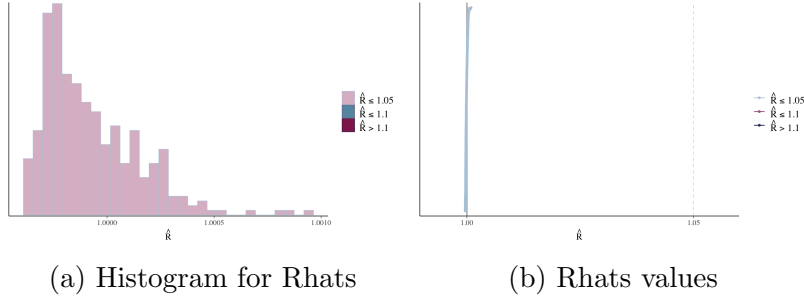 R̂ ≤ 1.05
R̂ ≤ 1.1
R̂ > 1.1
1.0000 1.0005 1.0010
R̂
(a) Histogram for Rhats
R̂ ≤ 1.05
R̂ ≤ 1.1
R̂ > 1.1
1.00 1.05
R̂
(b) Rhats values